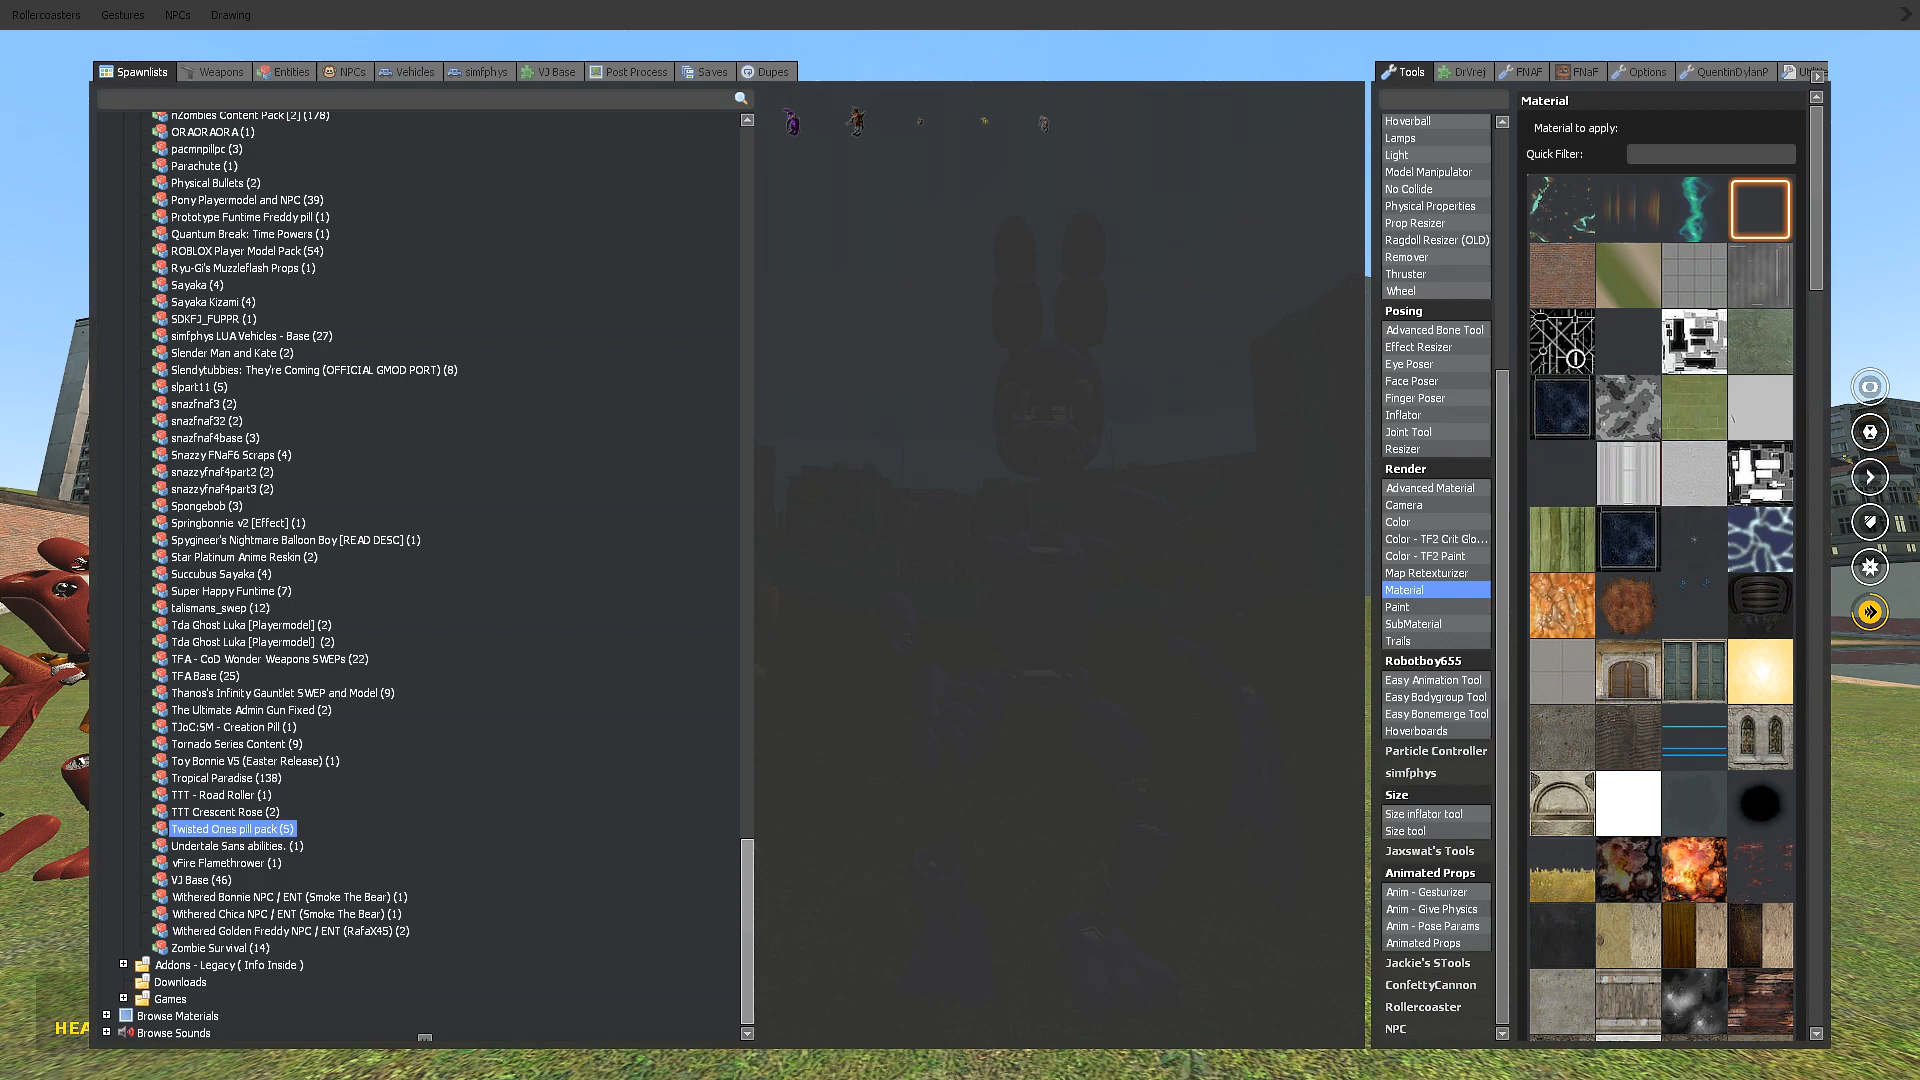 Rollercoasters Gestures NPCs Drawing
Spawnlists Weapons Entities NPCs Vehicles simfphys VJ Base Post Process Saves Dupes
nZombies Content Pack [2] (178)
ORAORAORA (1)
pacmnpillpc (3)
Parachute (1)
Physical Bullets (2)
Pony Playermodel and NPC (39)
Prototype Funtime Freddy pill (1)
Quantum Break: Time Powers (1)
ROBLOX Player Model Pack (54)
Ryu-Gi's Muzzleflash Props (1)
Sayaka (4)
Sayaka Kizami (4)
SDKFJ_FUPPR (1)
simfphys LUA Vehicles - Base (27)
Slender Man and Kate (2)
Slendytubbies: They're Coming (OFFICIAL GMOD PORT) (8)
slpart11 (5)
snazfnaf3 (2)
snazfnaf32 (2)
snazfnaf4base (3)
Snazzy FNaF6 Scraps (4)
snazzyfnaf4part2 (2)
snazzyfnaf4part3 (2)
Spongebob (3)
Springbonnie v2 [Effect] (1)
Spygineer's Nightmare Balloon Boy [READ DESC] (1)
Star Platinum Anime Reskin (2)
Succubus Sayaka (4)
Super Happy Funtime (7)
talismans_swep (12)
Tda Ghost Luka [Playermodel] (2)
Tda Ghost Luka [Playermodel] (2)
TFA - CoD Wonder Weapons SWEPs (22)
TFA Base (25)
Thanos's Infinity Gauntlet SWEP and Model (9)
The Ultimate Admin Gun Fixed (2)
TJoC:SM - Creation Pill (1)
Tornado Series Content (9)
Toy Bonnie V5 (Easter Release) (1)
Tropical Paradise (138)
TTT - Road Roller (1)
TTT Crescent Rose (2)
Twisted Ones pill pack (5)
Undertale Sans abilities. (1)
vFire Flamethrower (1)
VJ Base (46)
Withered Bonnie NPC / ENT (Smoke The Bear) (1)
Withered Chica NPC / ENT (Smoke The Bear) (1)
Withered Golden Freddy NPC / ENT (RafaX45) (2)
Zombie Survival (14)
Addons - Legacy ( Info Inside )
Downloads
Games
Browse Materials
Browse Sounds
HEA
Tools DrVrej FNAF FNaF Options QuentinDylanP
Hoverball
Lamps
Light
Model Manipulator
No Collide
Physical Properties
Prop Resizer
Ragdoll Resizer (OLD)
Remover
Thruster
Wheel
Posing
Advanced Bone Tool
Effect Resizer
Eye Poser
Face Poser
Finger Poser
Inflator
Joint Tool
Resizer
Render
Advanced Material
Camera
Color
Color - TF2 Crit Glo...
Color - TF2 Paint
Map Retexturizer
Material
Paint
SubMaterial
Trails
Robotboy655
Easy Animation Tool
Easy Bodygroup Tool
Easy Bonemerge Tool
Hoverboards
Particle Controller
simfphys
Size
Size inflator tool
Size tool
Jaxswat's Tools
Animated Props
Anim - Gesturizer
Anim - Give Physics
Anim - Pose Params
Animated Props
Jackie's STools
ConfettyCannon
Rollercoaster
NPC
Material
Material to apply:
Quick Filter: